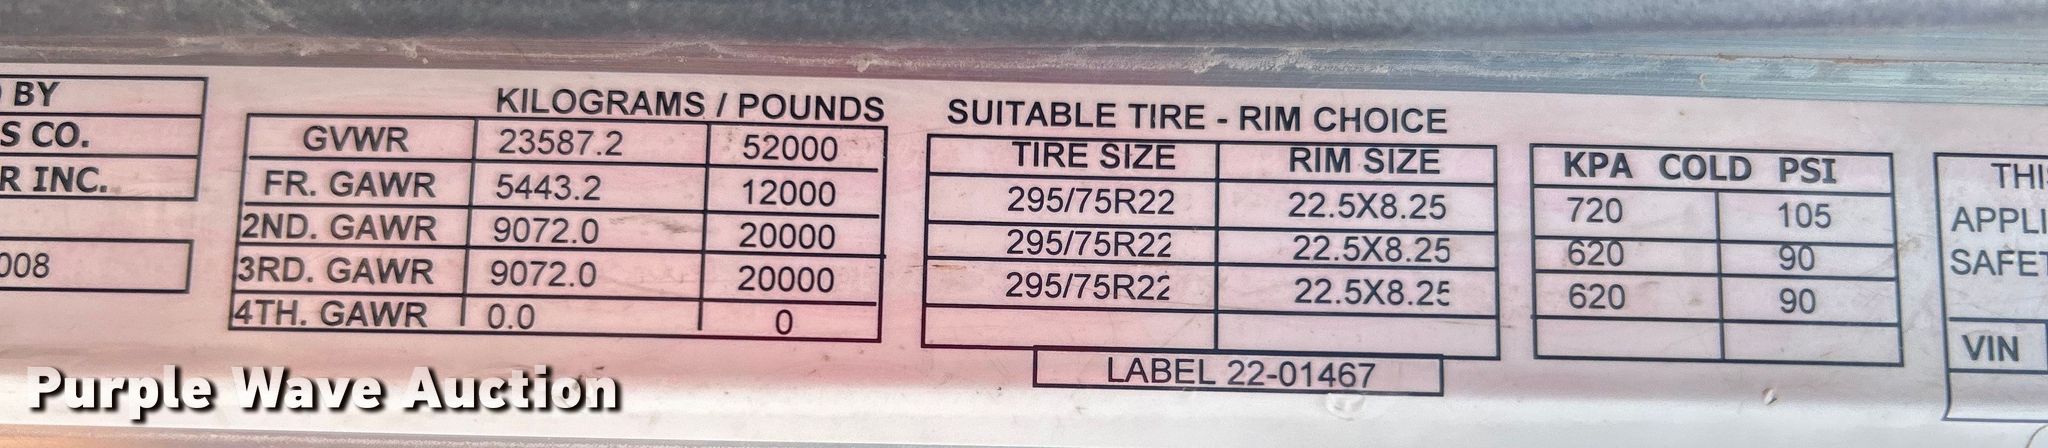 BY
S CO.
R INC.
008
KILOGRAMS / POUNDS
GVWR 23587.2 52000
FR. GAWR 5443.2 12000
2ND. GAWR 9072.0 20000
3RD. GAWR 9072.0 20000
4TH. GAWR 0.0 0
SUITABLE TIRE - RIM CHOICE
TIRE SIZE RIM SIZE
295/75R22 22.5X8.25
295/75R22 22.5X8.25
295/75R22 22.5X8.25
LABEL 22-01467
KPA COLD PSI
720 105
620 90
620 90
THI
APPLI
SAFET
VIN
Purple Wave Auction